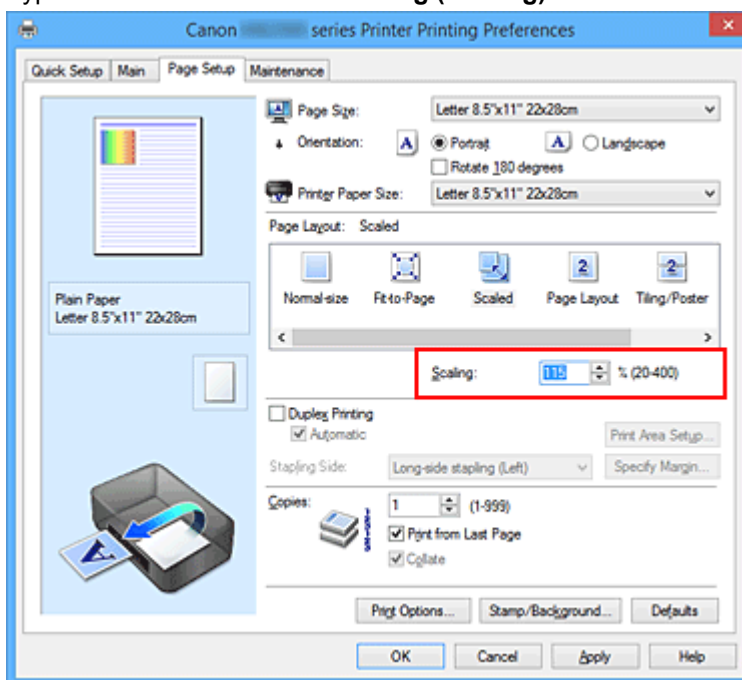 Canon series Printer Printing Preferences
Quick Setup Main Page Setup Maintenance
Page Size: Letter 8.5"x11" 22x28cm
Orientation: A Portrait A Landscape
Rotate 180 degrees
Printer Paper Size: Letter 8.5"x11" 22x28cm
Page Layout: Scaled
Normal-size Fit-to-Page Scaled 2 Page Layout 2 Tiling/Poster
Plain Paper
Letter 8.5"x11" 22x28cm
Scaling: 115 % (20-400)
Duplex Printing
Automatic Print Area Setup...
Stapling Side: Long-side stapling (Left) Specify Margin...
Copies: 1 (1-999)
Print from Last Page
Collate
Print Options... Stamp/Background... Defaults
OK Cancel Apply Help